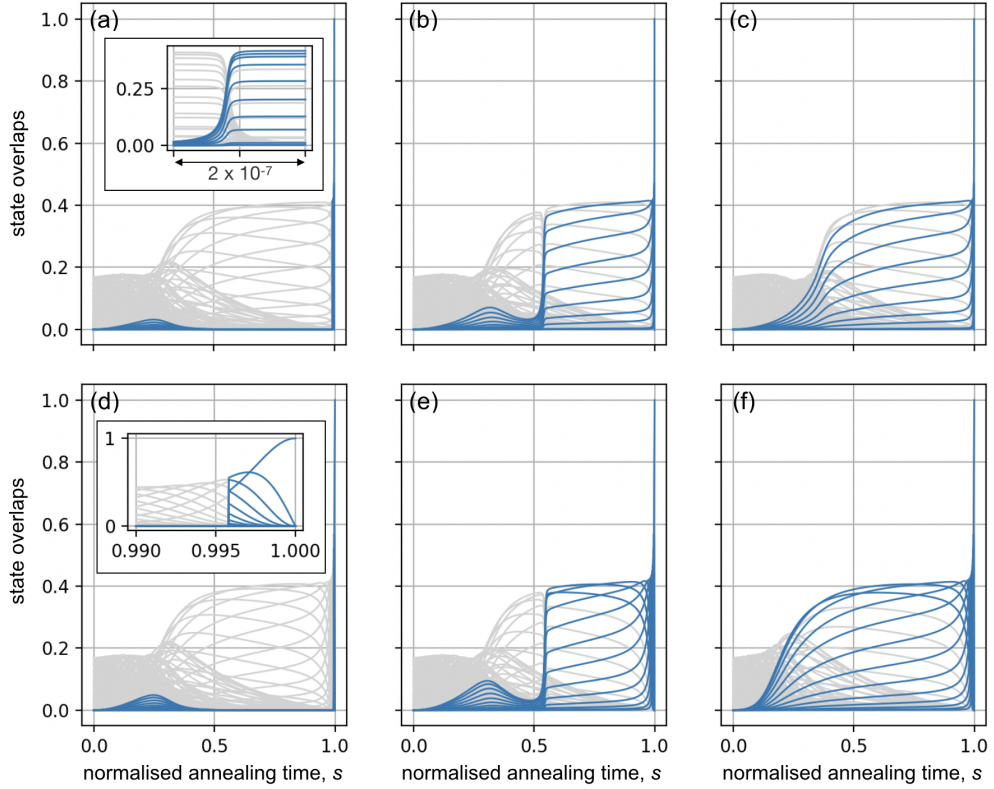 (a)
(b)
(c)
1.0
0.8
0.6
0.4
0.2
0.0
state overlaps
0.25
0.00
2 x 10-7
(d)
(e)
(f)
1.0
0.8
0.6
0.4
0.2
0.0
state overlaps
1
0
0.990 0.995 1.000
0.0 0.5 1.0
0.0 0.5 1.0
0.0 0.5 1.0
normalised annealing time, s
normalised annealing time, s
normalised annealing time, s